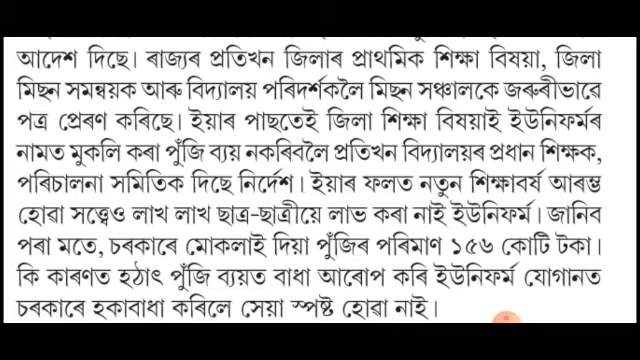 আদেশ দিছে। ৰাজ্যৰ প্ৰতিখন জিলাৰ প্ৰাথমিক শিক্ষা বিষয়া, জিলা
মিছন সমন্বয়ক আৰু বিদ্যালয় পৰিদৰ্শকলৈ মিছন সঞ্চালকে জৰুৰীভাৱে
পত্ৰ প্ৰেৰণ কৰিছে। ইয়াৰ পাছতেই জিলা শিক্ষা বিষয়াই ইউনিফৰ্মৰ
নামত মুকলি কৰা পুঁজি ব্যয় নকৰিবলৈ প্ৰতিখন বিদ্যালয়ৰ প্ৰধান শিক্ষক,
পৰিচালনা সমিতিক দিছে নিৰ্দেশ। ইয়াৰ ফলত নতুন শিক্ষাবৰ্ষ আৰম্ভ
হোৱা সত্ত্বেও লাখ লাখ ছাত্ৰ-ছাত্ৰীয়ে লাভ কৰা নাই ইউনিফৰ্ম। জানিব
পৰা মতে, চৰকাৰে মোকলাই দিয়া পুঁজিৰ পৰিমাণ ১৫৬ কোটি টকা।
কি কাৰণত হঠাৎ পুঁজি ব্যয়ত বাধা আৰোপ কৰি ইউনিফৰ্ম যোগানত
চৰকাৰে হকাবাধা কৰিলে সেয়া স্পষ্ট হোৱা নাই।